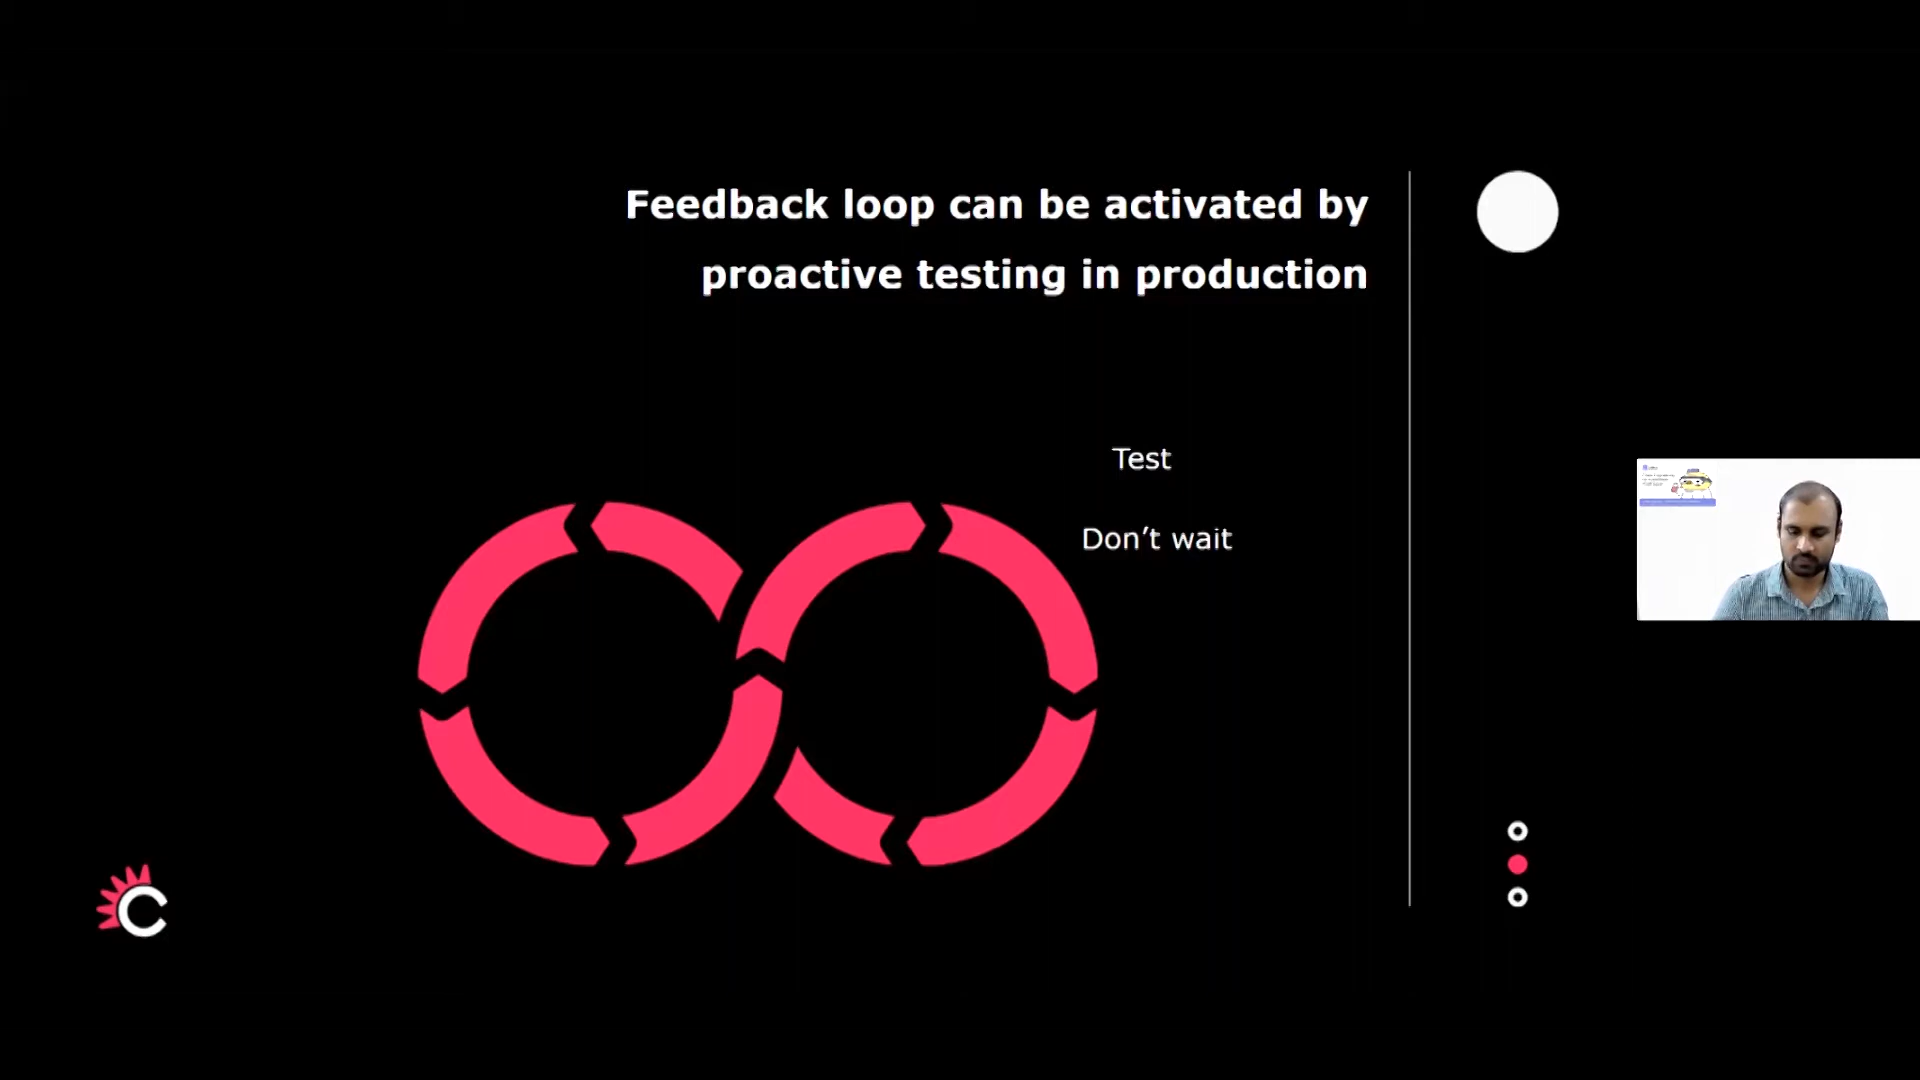 Feedback loop can be activated by
proactive testing in production
Test
Don’t wait